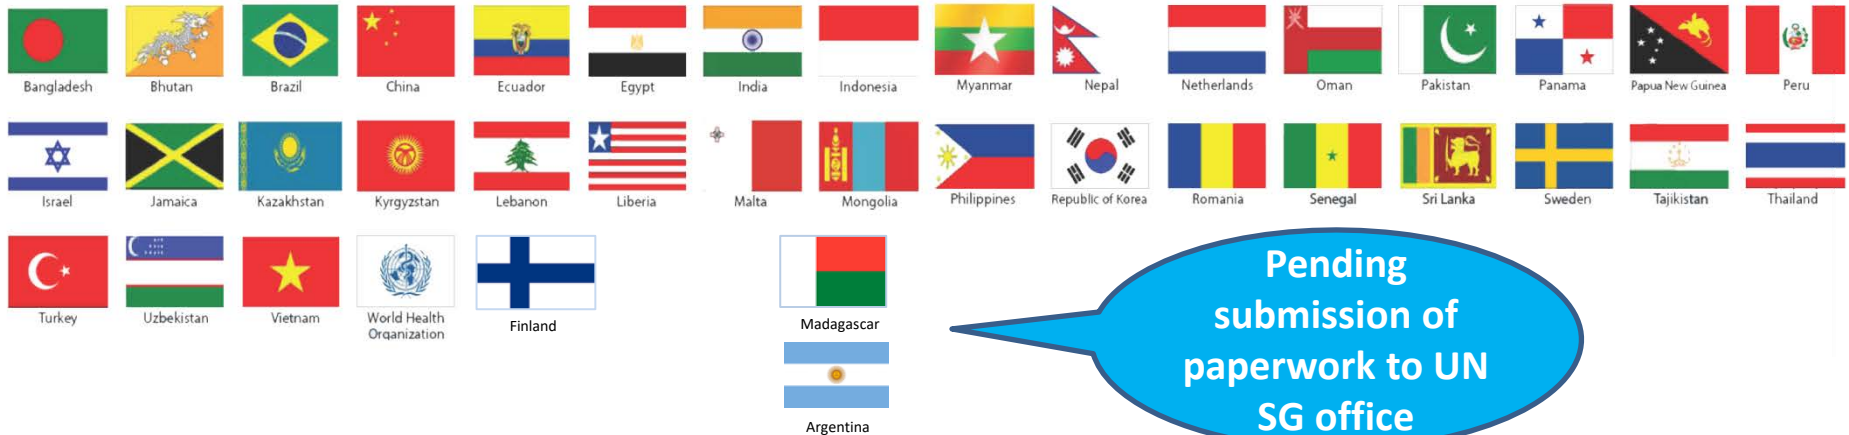 Bangladesh Bhutan Brazil China Ecuador Egypt India Indonesia Myanmar Nepal Netherlands Oman Pakistan Panama Papua New Guinea Peru
Israel Jamaica Kazakhstan Kyrgyzstan Lebanon Liberia Malta Mongolia Philippines Republic of Korea Romania Senegal Sri Lanka Sweden Tajikistan Thailand
Turkey Uzbekistan Vietnam World Health
Organization
Finland
Madagascar
Argentina
Pending
submission of
paperwork to UN
SG office